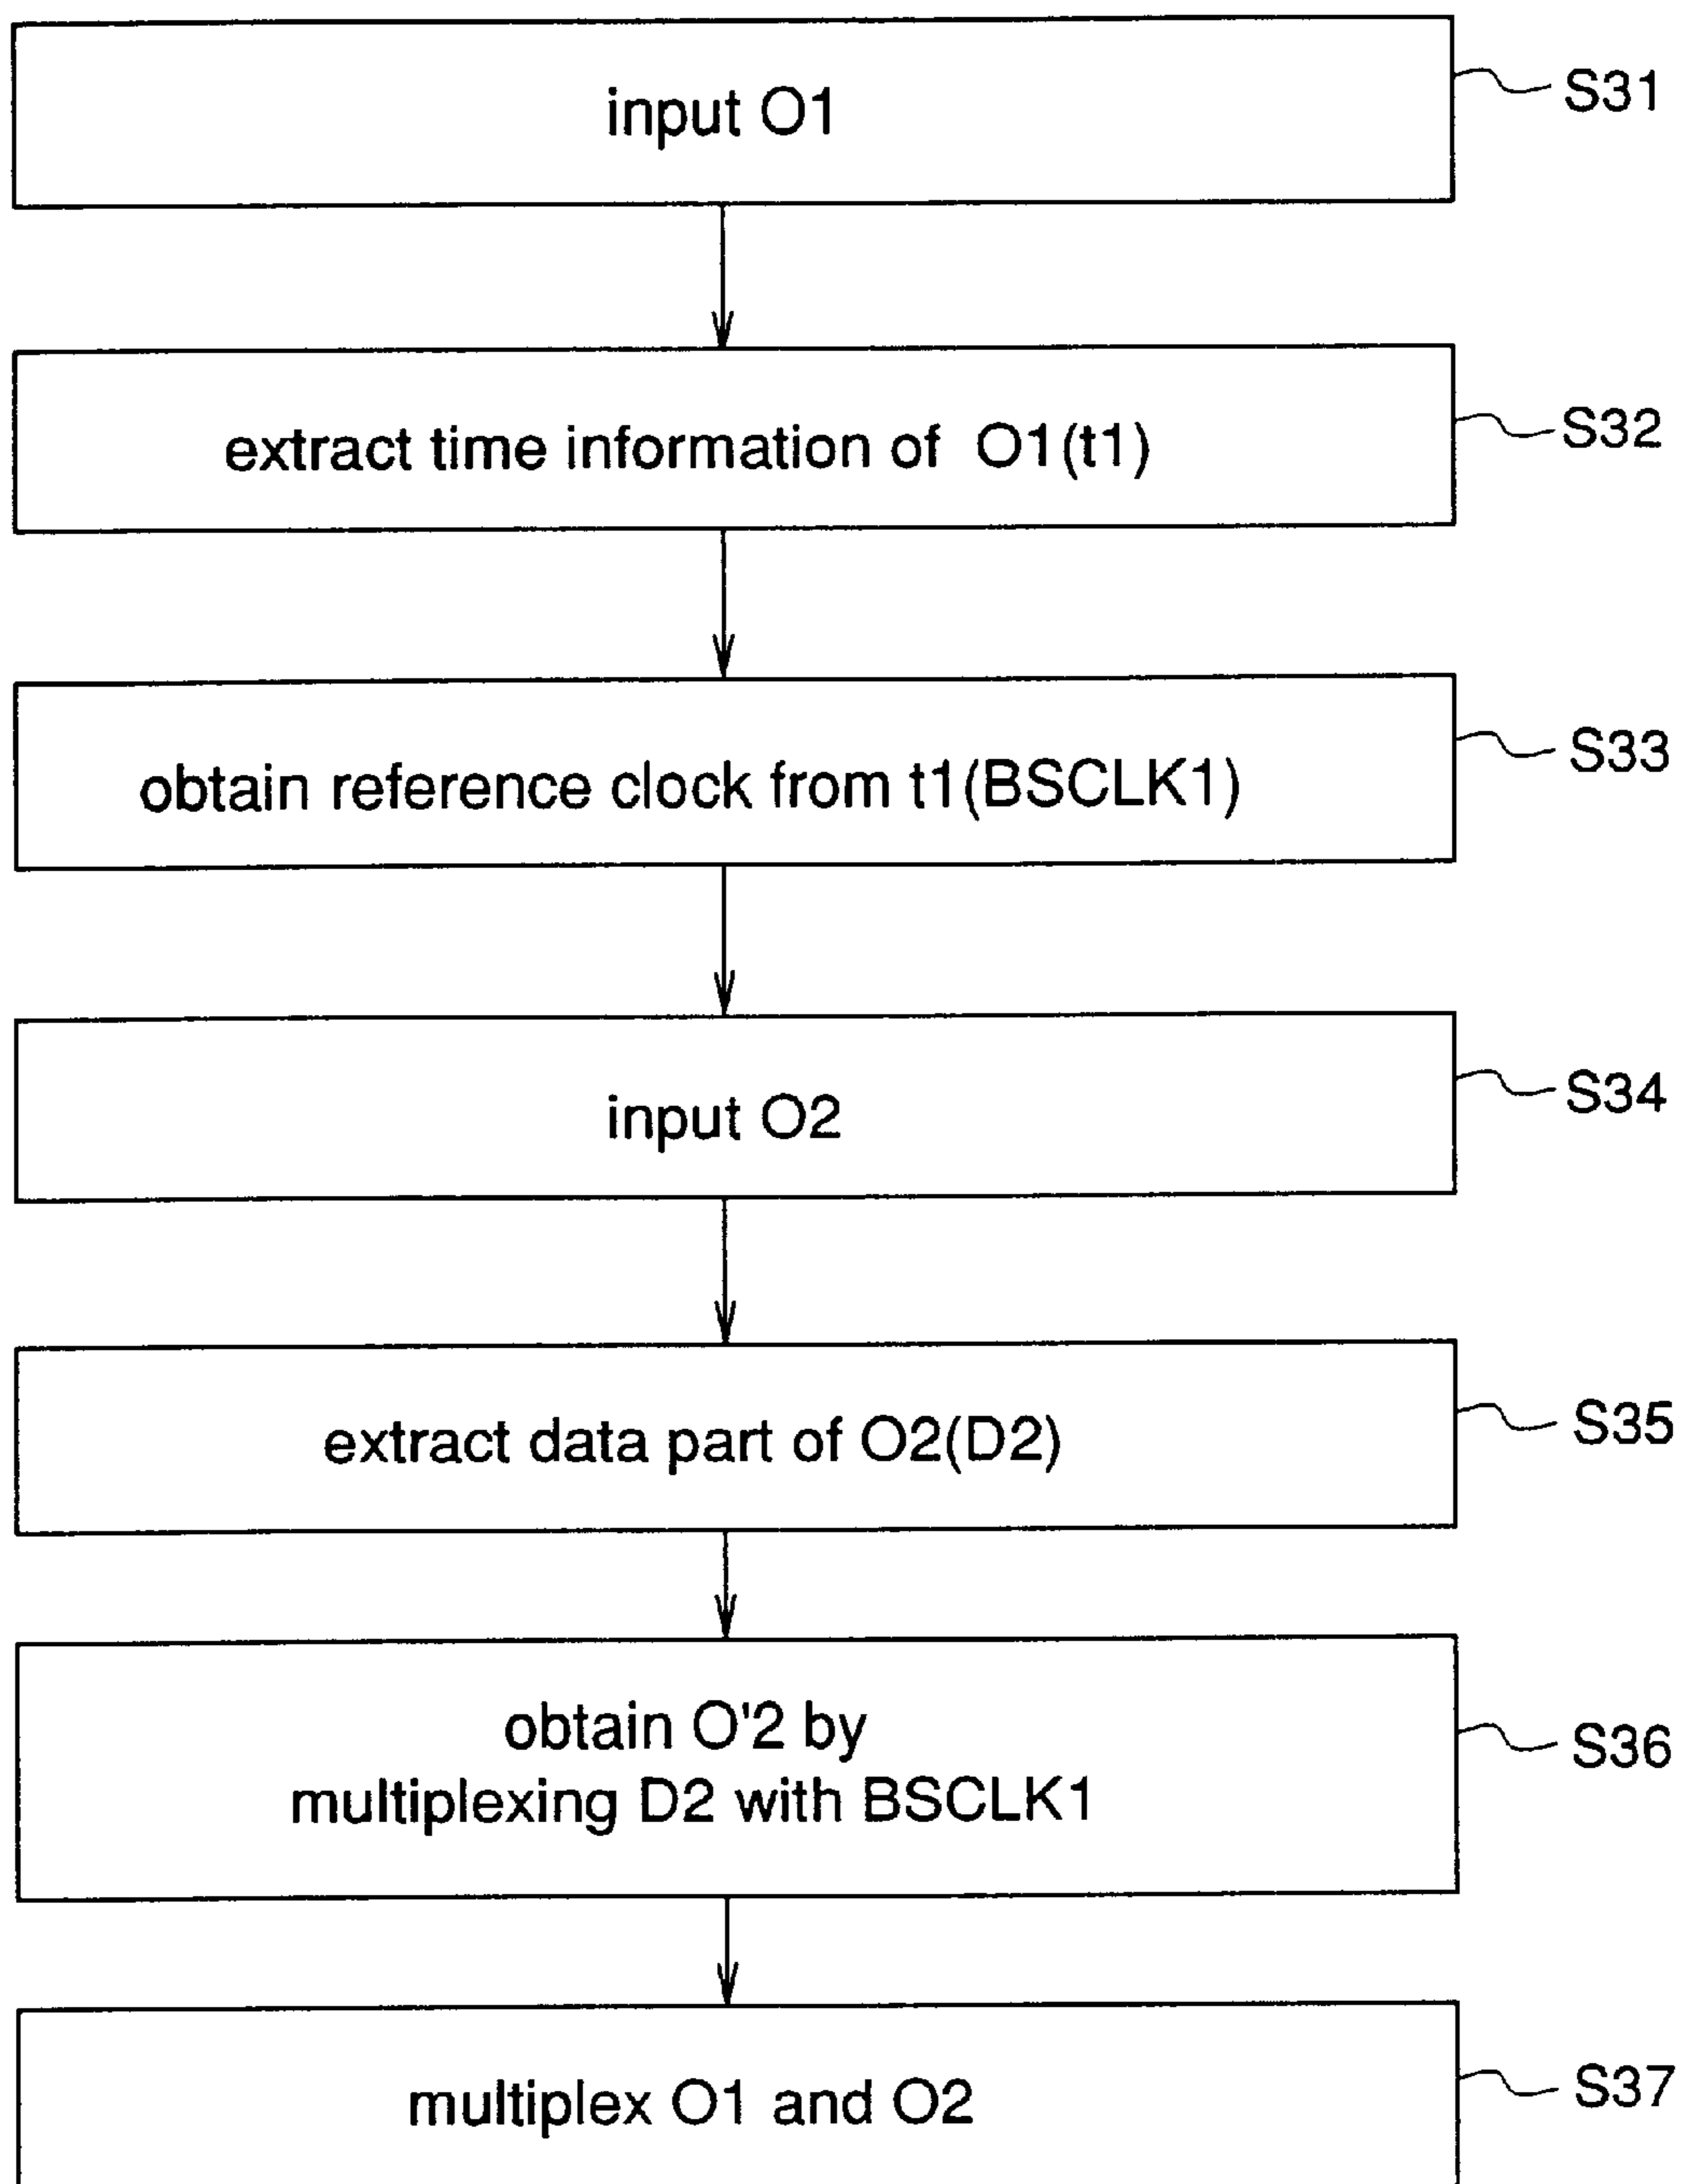 input O1
S31
extract time information of O1(t1)
S32
obtain reference clock from t1(BSCLK1)
S33
input O2
S34
extract data part of O2(D2)
S35
obtain O'2 by
multiplexing D2 with BSCLK1
S36
multiplex O1 and O2
S37